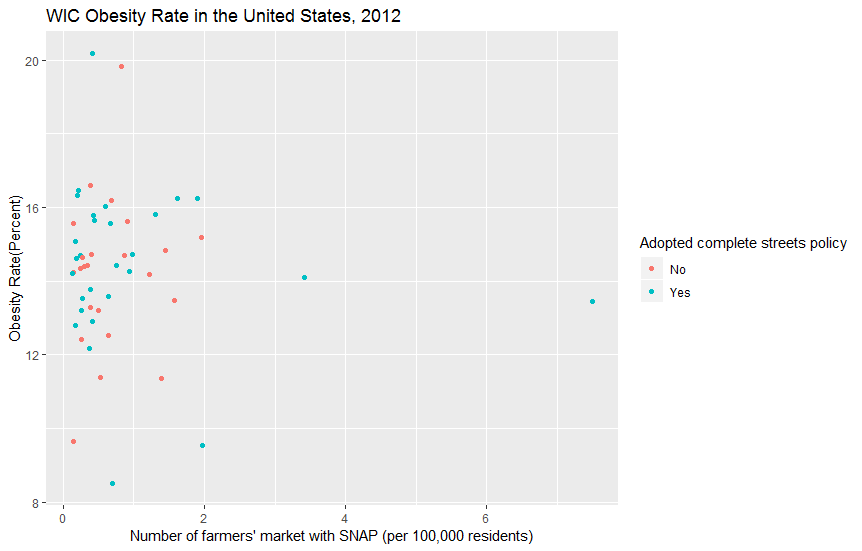 WIC Obesity Rate in the United States, 2012
Obesity Rate(Percent)
20
16
12
8
0
2
4
6
Number of farmers' market with SNAP (per 100,000 residents)
Adopted complete streets policy
No
Yes